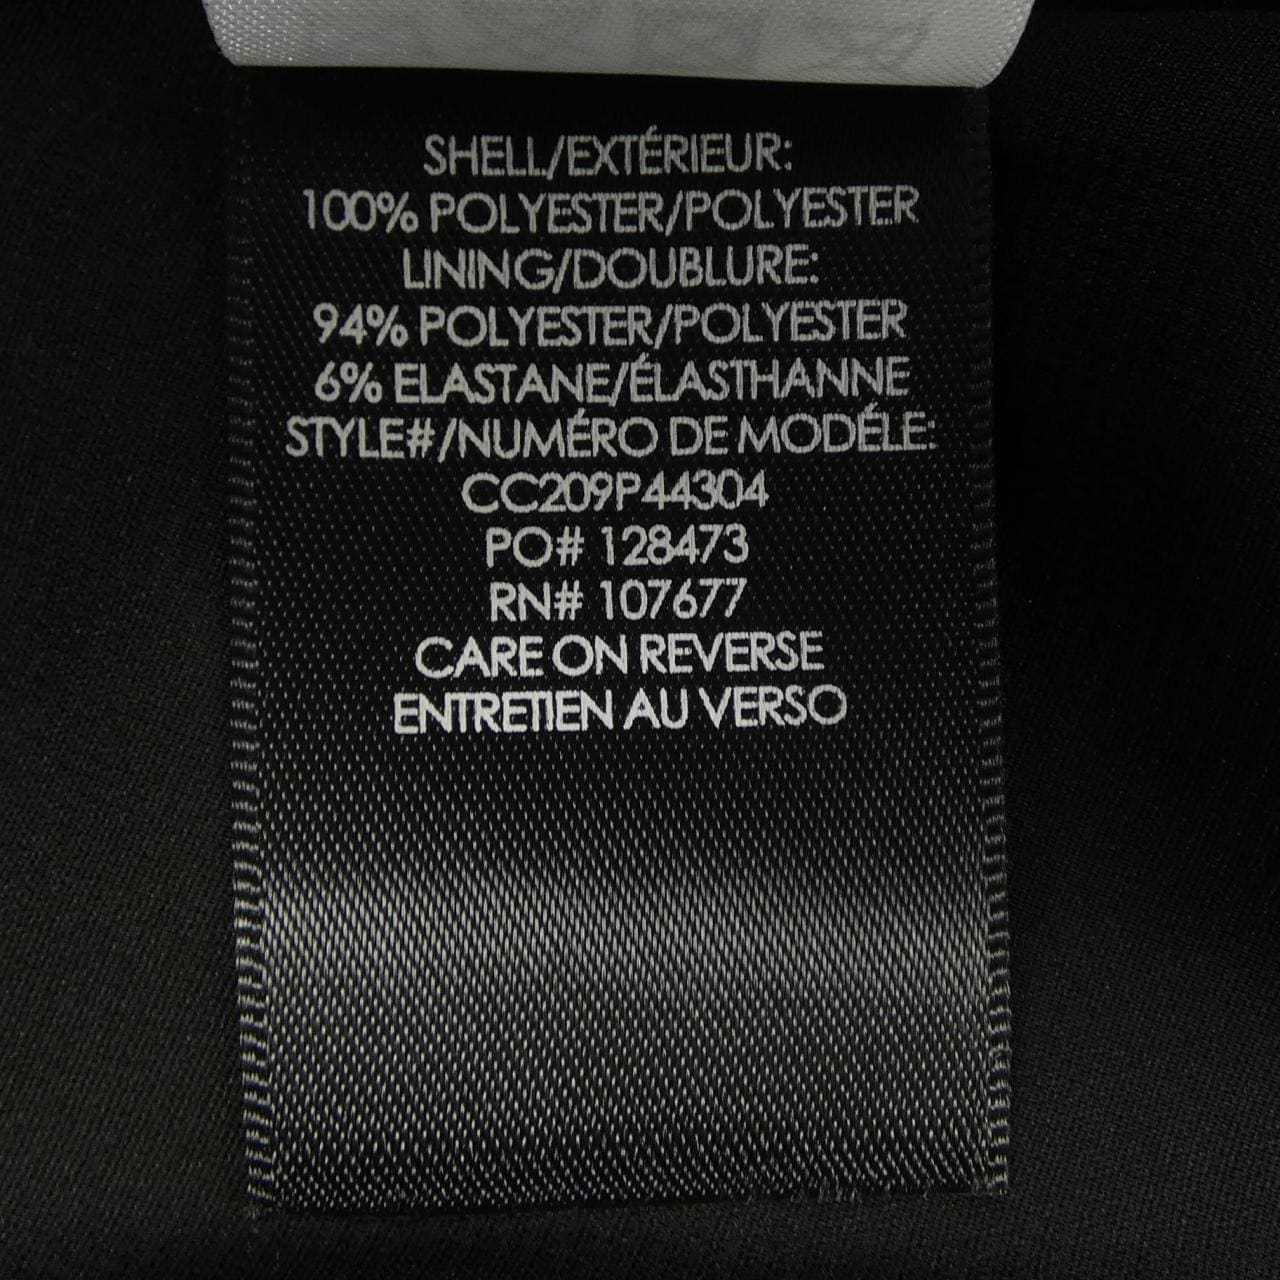 SHELL/EXTÉRIEUR:
100% POLYESTER/POLYESTER
LINING/DOUBLURE:
94% POLYESTER/POLYESTER
6% ELASTANE/ÉLASTHANNE
STYLE#/NUMÉRO DE MODÉLE:
CC209P44304
PO# 128473
RN# 107677
CARE ON REVERSE
ENTRETIEN AU VERSO